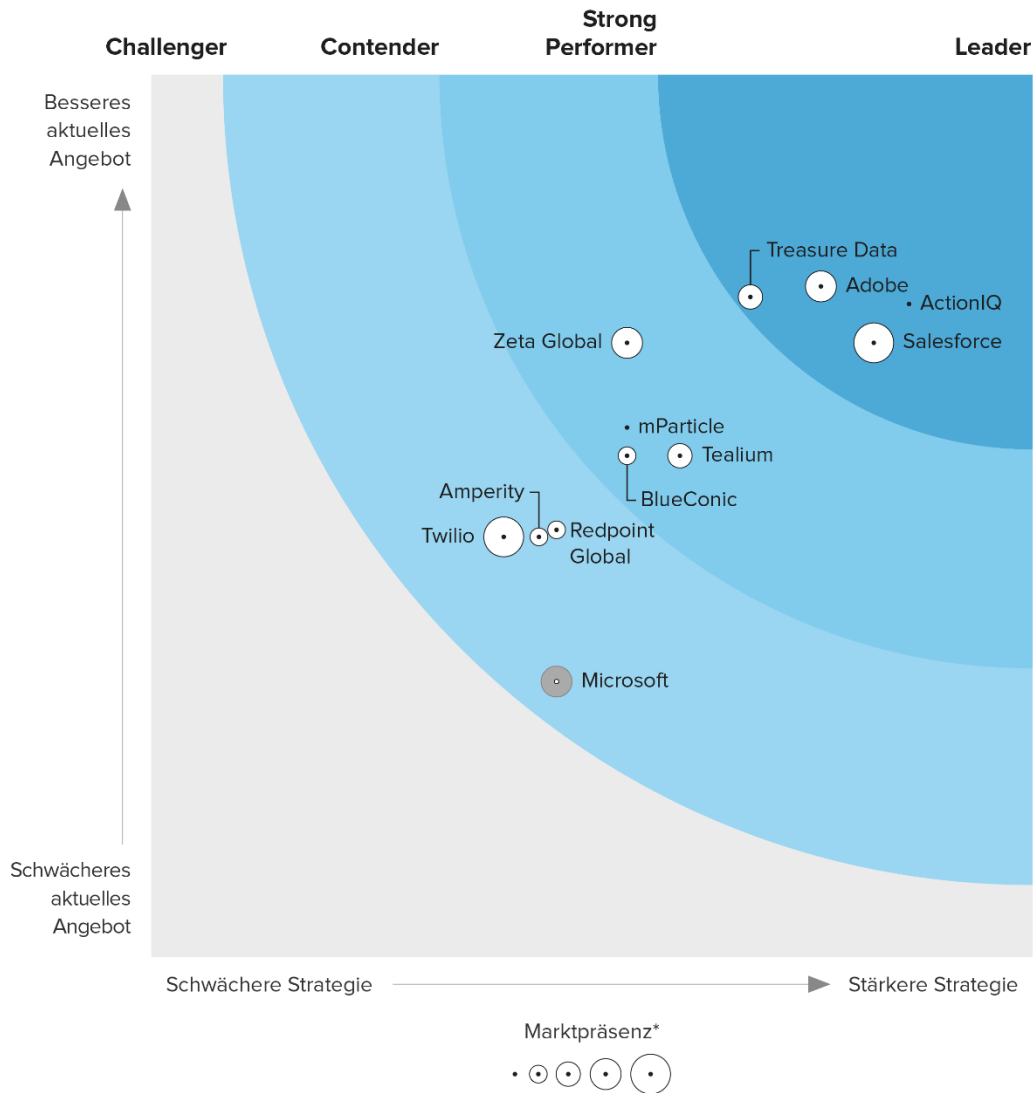 Challenger
Contender
Strong
Performer
Leader
Besseres
aktuelles
Angebot
Treasure Data
Adobe
ActionIQ
Zeta Global
Salesforce
mParticle
Tealium
Amperity
BlueConic
Twilio
Redpoint
Global
Microsoft
Schwächeres
aktuelles
Angebot
Schwächere Strategie
Stärkere Strategie
Marktpräsenz*